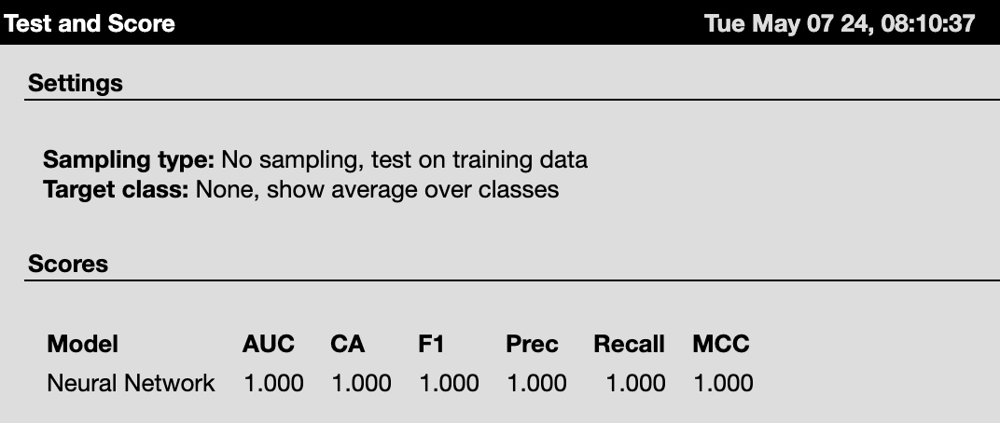 Test and Score Tue May 07 24, 08:10:37
Settings
Sampling type: No sampling, test on training data
Target class: None, show average over classes
Scores
Model AUC CA F1 Prec Recall MCC
Neural Network 1.000 1.000 1.000 1.000 1.000 1.000